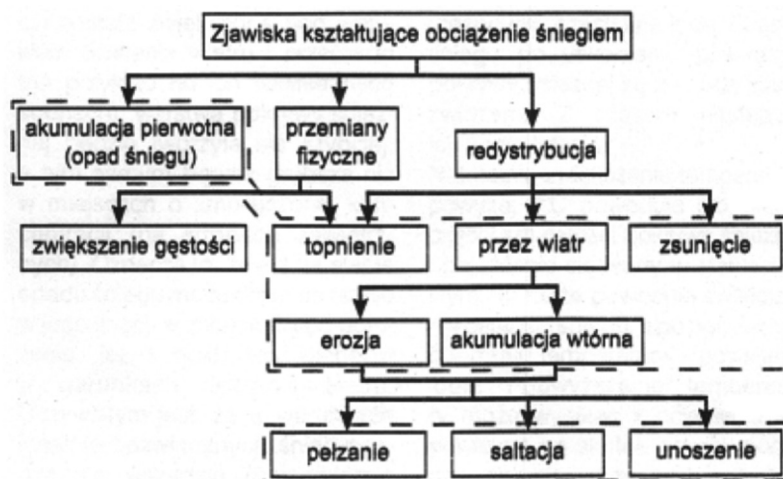 Zjawiska kształtujące obciążenie śniegiem
akumulacja pierwotna
(opad śniegu)
przemiany
fizyczne
redystrybucja
zwiększanie gęstości
topnienie
przez wiatr
zsunięcie
erozja
akumulacja wtórna
pełzanie
saltacja
unoszenie